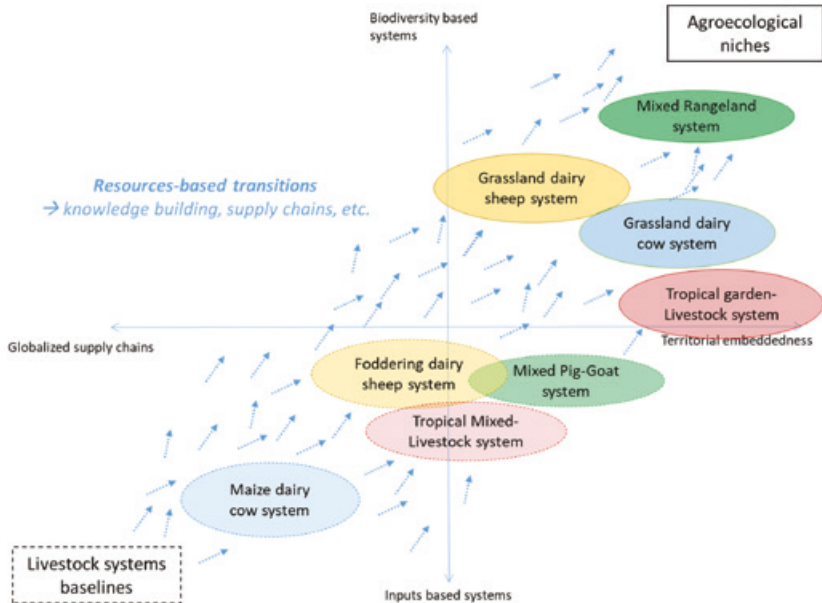 Biodiversity based
systems
Agroecological
niches
Mixed Rangeland
system
Resources-based transitions
→ knowledge building, supply chains, etc.
Grassland dairy
sheep system
Grassland dairy
cow system
Tropical garden-
Livestock system
Globalized supply chains
Territorial embeddedness
Foddering dairy
sheep system
Mixed Pig-Goat
system
Tropical Mixed-
Livestock system
Maize dairy
cow system
Livestock systems
baselines
Inputs based systems